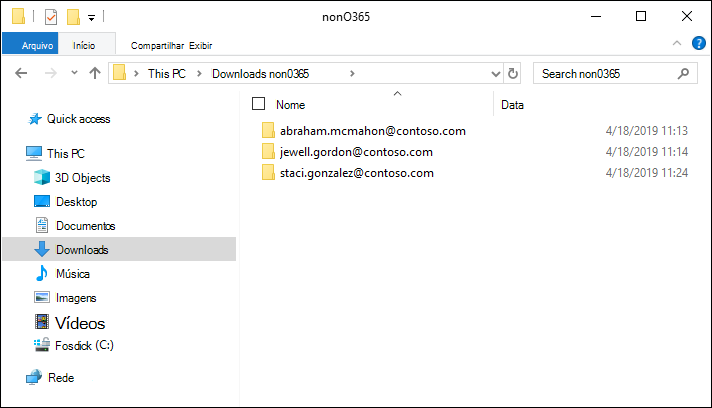 nonO365
Arquivo Início Compartilhar Exibir
This PC Downloads non0365 Search non0365
Nome Data
Quick access
This PC
3D Objects
Desktop
Documentos
Downloads
Música
Imagens
Vídeos
Fosdick (C:)
Rede
abraham.mcmahon@contoso.com 4/18/2019 11:13
jewell.gordon@contoso.com 4/18/2019 11:14
staci.gonzalez@contoso.com 4/18/2019 11:24